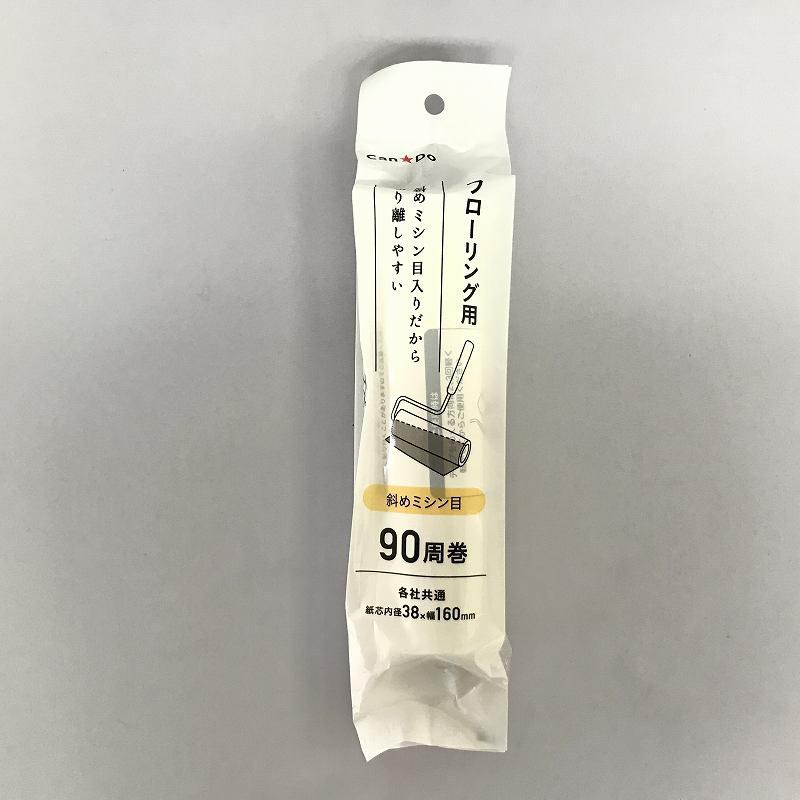 Can★Do
フローリング用
斜めミシン目入りだから
り離しやすい
斜めミシン目
90周巻
各社共通
紙芯内径38×幅160mm